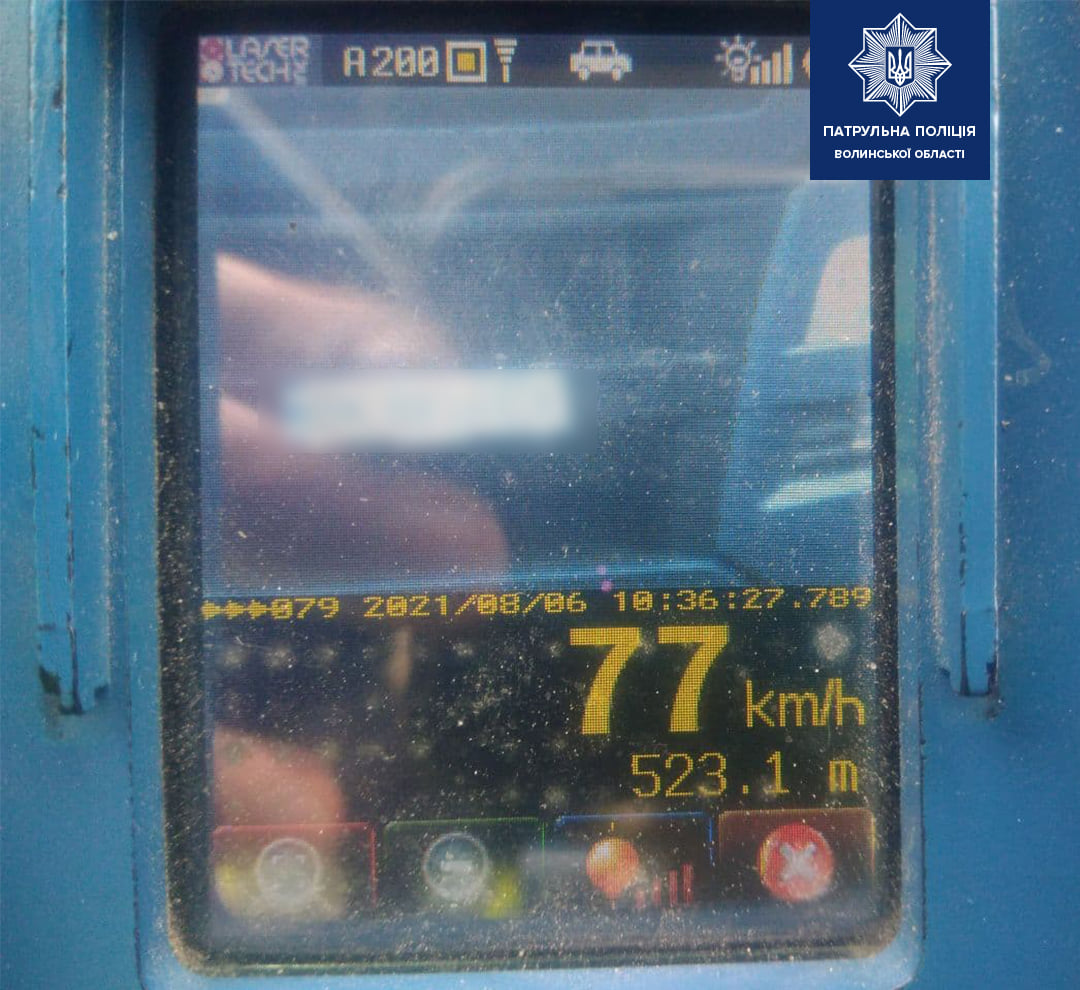 LASER
TECH
A200
ПАТРУЛЬНА ПОЛІЦІЯ
ВОЛИНСЬКОЇ ОБЛАСТІ
079 2021/08/06 10:36:27.789
77 km/h
523.1 m